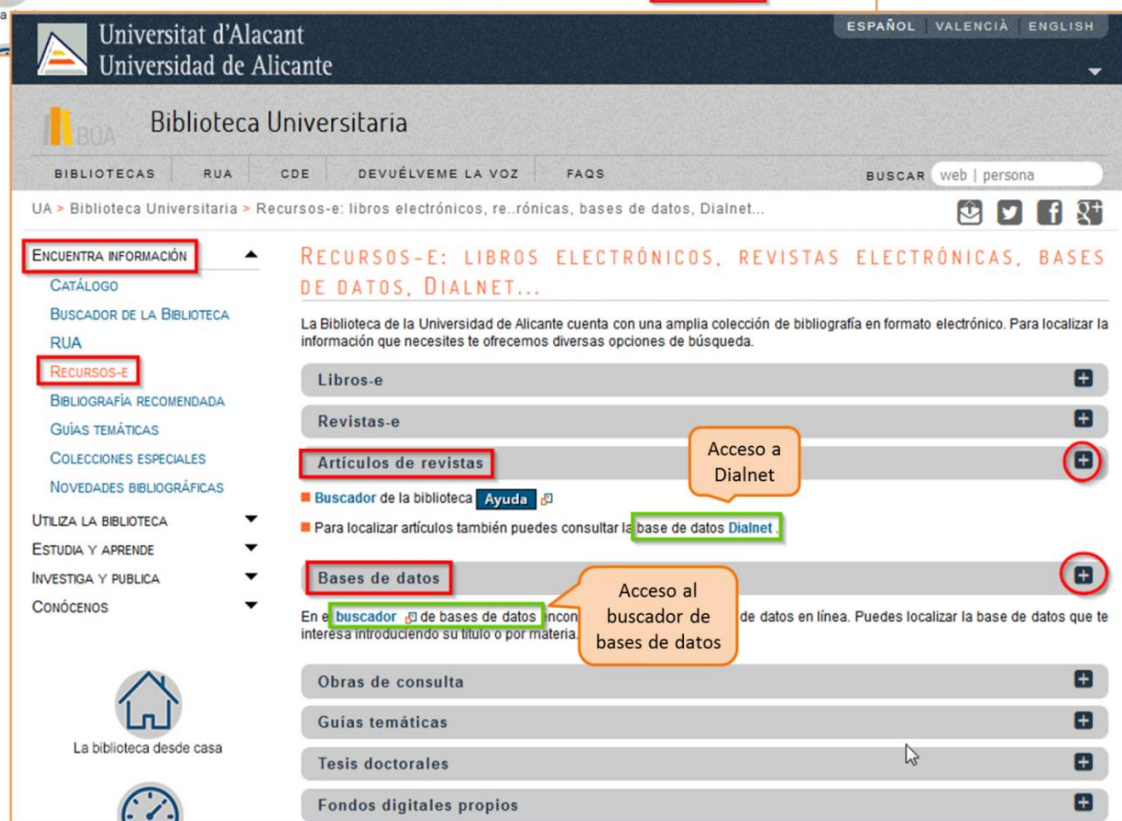 Universitat d'Alacant
Universidad de Alicante
ESPAÑOL VALENCIÀ ENGLISH
BUA Biblioteca Universitaria
BIBLIOTECAS RUA CDE DEVUÉLVEME LA VOZ FAQS
BUSCAR web | persona
UA > Biblioteca Universitaria > Recursos-e: libros electrónicos, re..rónicas, bases de datos, Dialnet...
ENCUENTRA INFORMACIÓN
CATÁLOGO
BUSCADOR DE LA BIBLIOTECA
RUA
RECURSOS-E
BIBLIOGRAFÍA RECOMENDADA
GUÍAS TEMÁTICAS
COLECCIONES ESPECIALES
NOVEDADES BIBLIOGRÁFICAS
UTILIZA LA BIBLIOTECA
ESTUDIA Y APRENDE
INVESTIGA Y PUBLICA
CONÓCENOS
La biblioteca desde casa
RECURSOS-E: LIBROS ELECTRÓNICOS, REVISTAS ELECTRÓNICAS, BASES
DE DATOS, DIALNET...
La Biblioteca de la Universidad de Alicante cuenta con una amplia colección de bibliografía en formato electrónico. Para localizar la
información que necesites te ofrecemos diversas opciones de búsqueda.
Libros-e
Revistas-e
Artículos de revistas
Acceso a
Dialnet
Buscador de la biblioteca Ayuda
Para localizar artículos también puedes consultar la base de datos Dialnet .
Bases de datos
Acceso al
buscador de
bases de datos
En e buscador de bases de datos encon de datos en línea. Puedes localizar la base de datos que te
interesa introduciendo su título o por materia.
Obras de consulta
Guías temáticas
Tesis doctorales
Fondos digitales propios